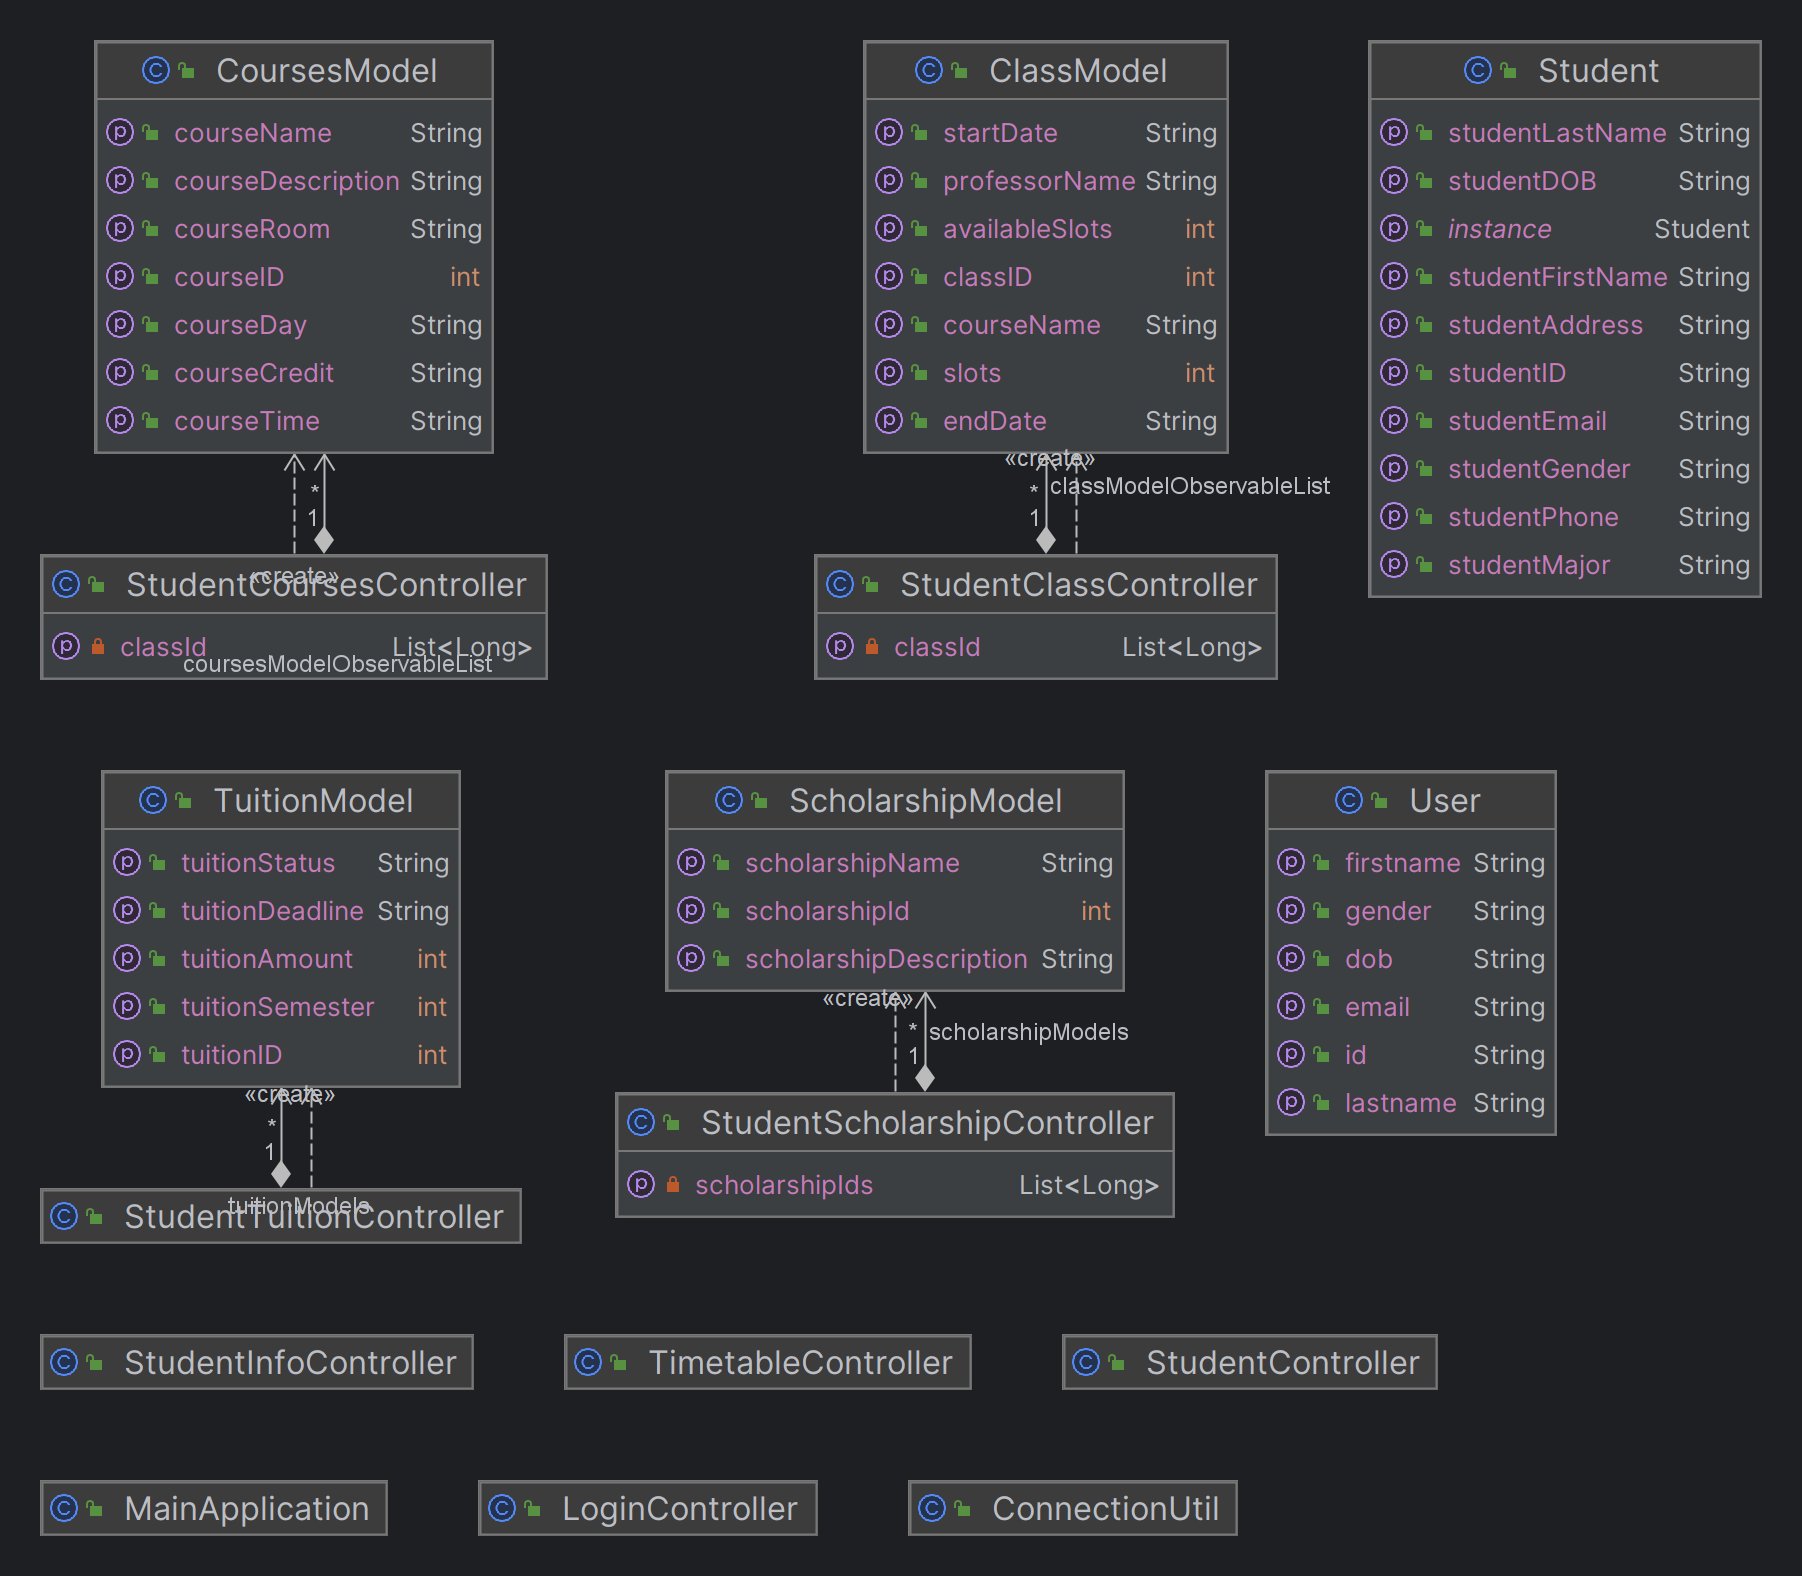 CoursesModel
courseName String
courseDescription String
courseRoom String
courseID int
courseDay String
courseCredit String
courseTime String
*
1
«create»
StudentCoursesController
classId List<Long>
coursesModelObservableList
ClassModel
startDate String
professorName String
availableSlots int
classID int
courseName String
slots int
endDate String
«create»
* classModelObservableList
1
StudentClassController
classId List<Long>
Student
studentLastName String
studentDOB String
instance Student
studentFirstName String
studentAddress String
studentID String
studentEmail String
studentGender String
studentPhone String
studentMajor String
TuitionModel
tuitionStatus String
tuitionDeadline String
tuitionAmount int
tuitionSemester int
tuitionID int
«create»
*
1
tuitionModels
StudentTuitionController
ScholarshipModel
scholarshipName String
scholarshipId int
scholarshipDescription String
«create»
* scholarshipModels
1
StudentScholarshipController
scholarshipIds List<Long>
User
firstname String
gender String
dob String
email String
id String
lastname String
StudentInfoController
TimetableController
StudentController
MainApplication
LoginController
ConnectionUtil